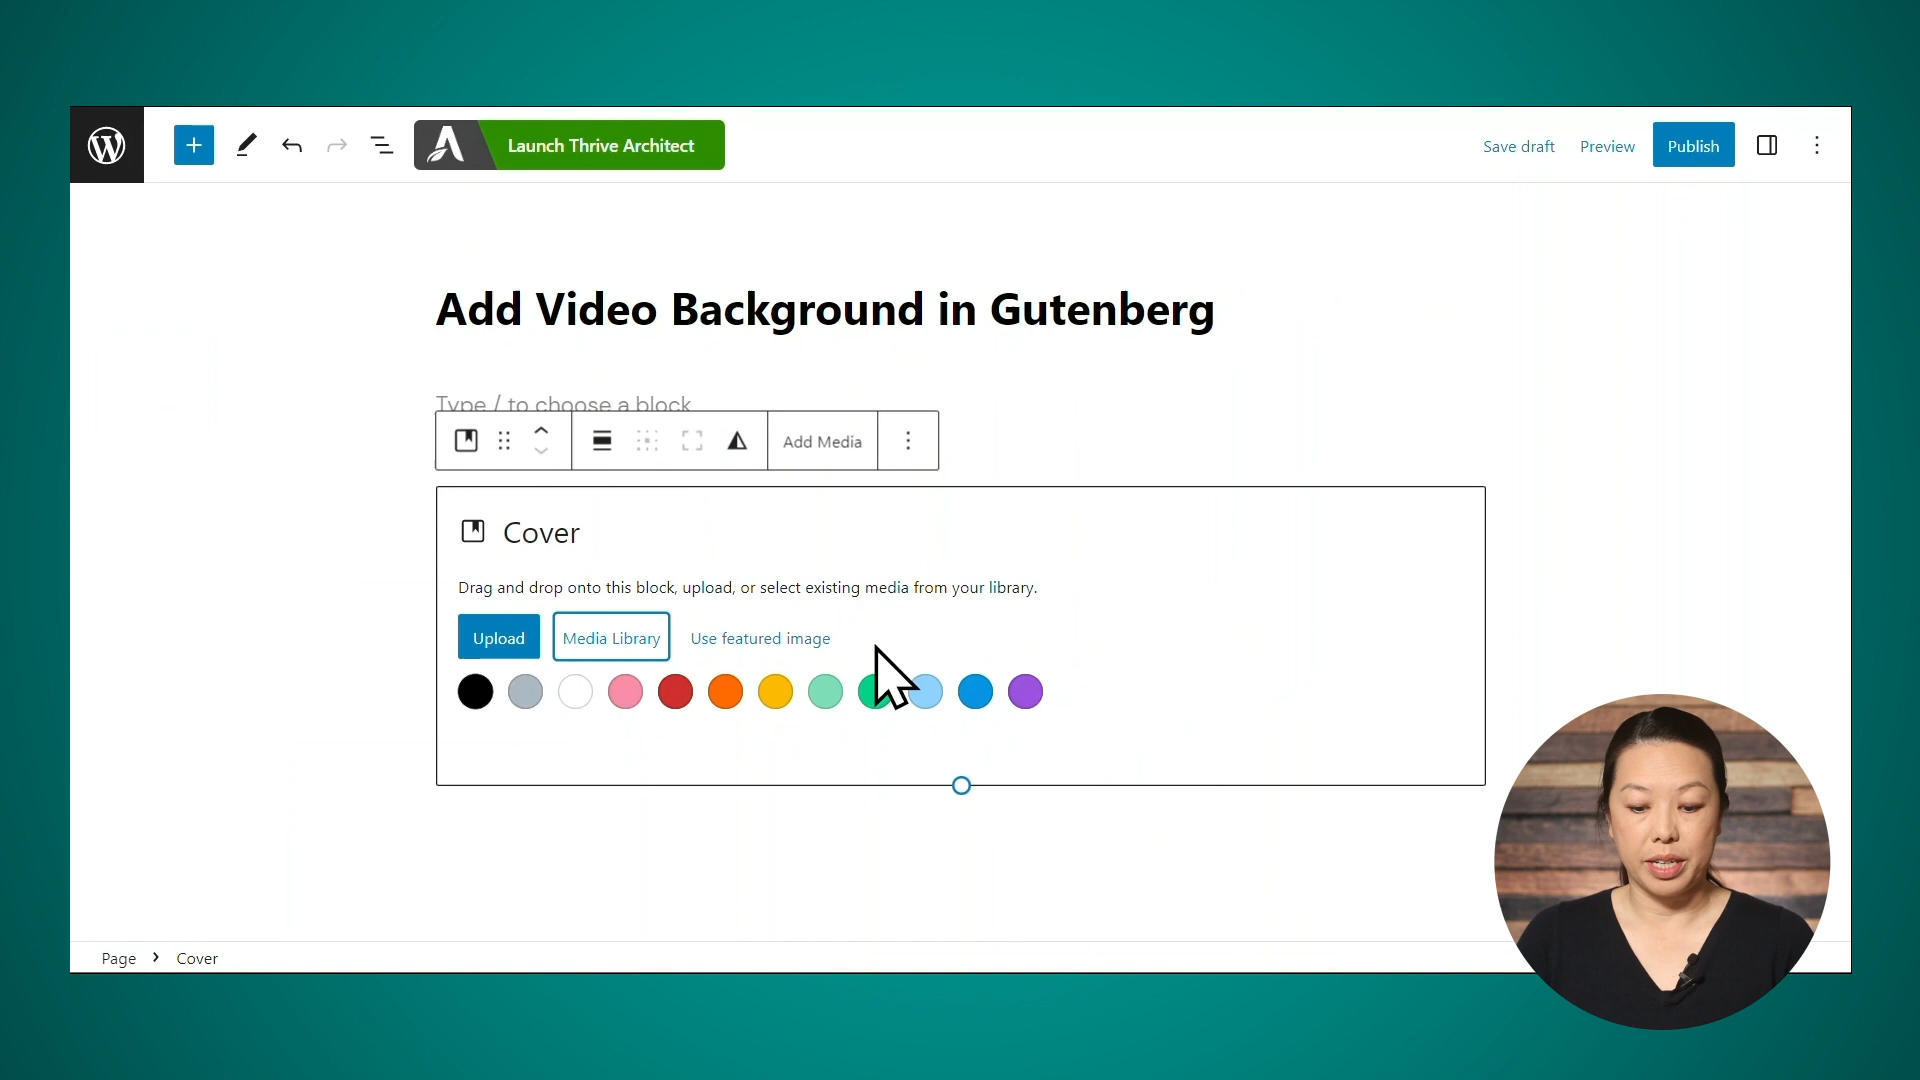 Launch Thrive Architect
Save draft
Preview
Publish
Add Video Background in Gutenberg
Type / to choose a block
Add Media
Cover
Drag and drop onto this block, upload, or select existing media from your library.
Upload
Media Library
Use featured image
Page
Cover